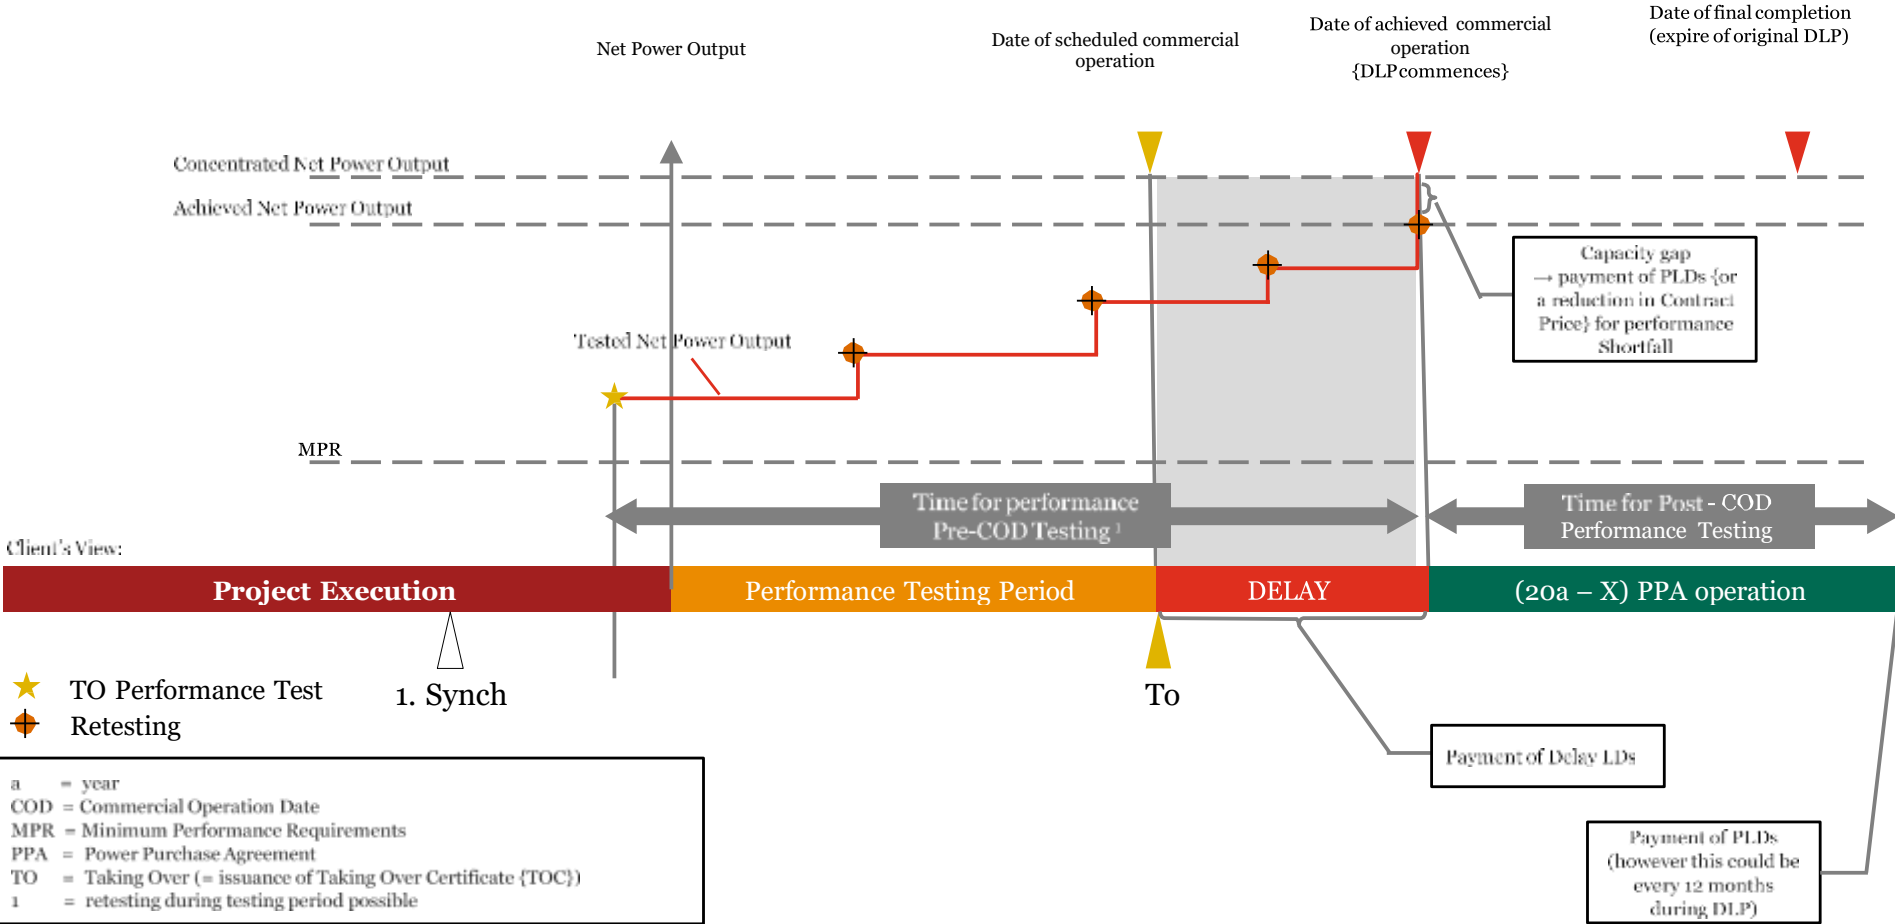 Net Power Output
Date of scheduled commercial
operation
Date of achieved commercial
operation
{DLPcommences}
Date of final completion
(expire of original DLP)
Concentrated Net Power Output
Achieved Net Power Output
Capacity gap
→ payment of PLDs {or
a reduction in Contract
Price} for performance
Shortfall
Tested Net Power Output
MPR
Time for performance
Pre-COD Testing ¹
Time for Post - COD
Performance Testing
Client's View:
Project Execution
Performance Testing Period
DELAY
(20a – X) PPA operation
TO Performance Test
Retesting
1. Synch
To
Payment of Delay LDs
a = year
COD = Commercial Operation Date
MPR = Minimum Performance Requirements
PPA = Power Purchase Agreement
TO = Taking Over (= issuance of Taking Over Certificate {TOC})
1 = retesting during testing period possible
Payment of PLDs
(however this could be
every 12 months
during DLP)